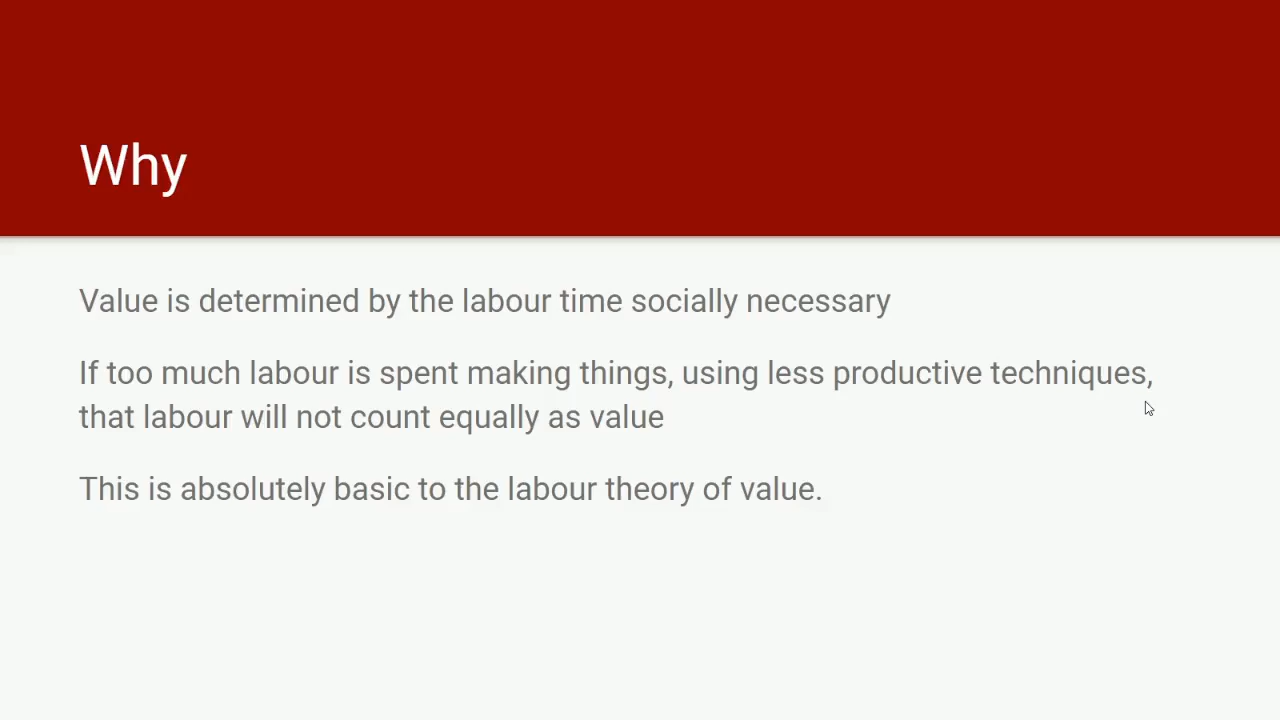 Why
Value is determined by the labour time socially necessary
If too much labour is spent making things, using less productive techniques,
that labour will not count equally as value
This is absolutely basic to the labour theory of value.